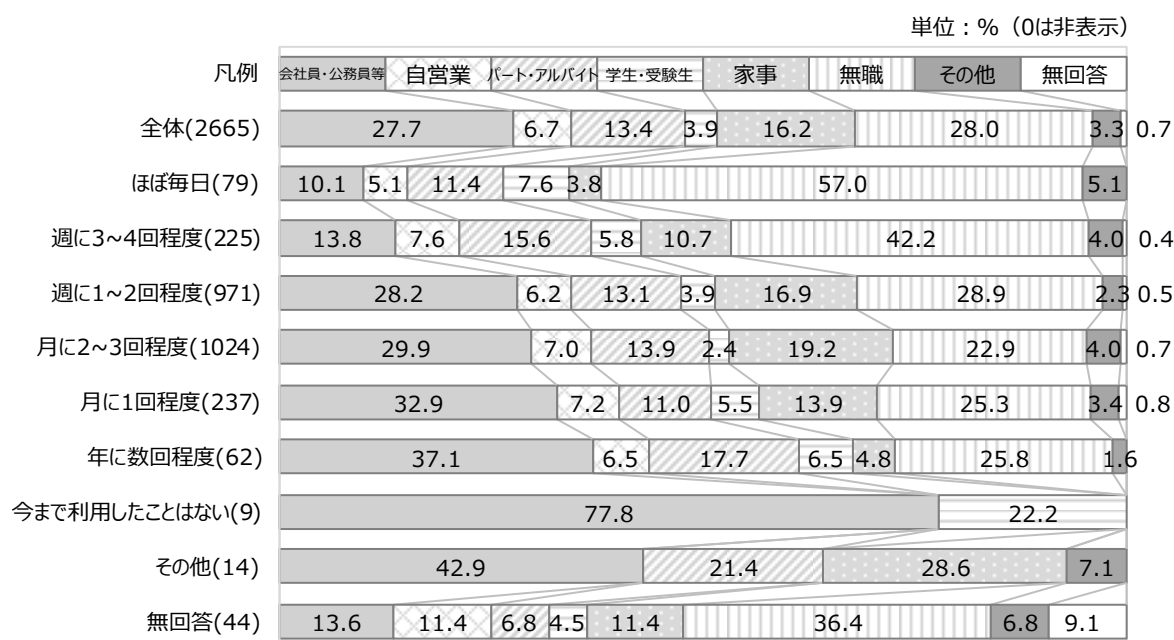 単位：%（0は非表示）
凡例 会社員・公務員等 自営業 パート・アルバイト 学生・受験生 家事 無職 その他 無回答
全体(2665) 27.7 6.7 13.4 3.9 16.2 28.0 3.3 0.7
ほぼ毎日(79) 10.1 5.1 11.4 7.6 3.8 57.0 5.1
週に3~4回程度(225) 13.8 7.6 15.6 5.8 10.7 42.2 4.0 0.4
週に1~2回程度(971) 28.2 6.2 13.1 3.9 16.9 28.9 2.3 0.5
月に2~3回程度(1024) 29.9 7.0 13.9 2.4 19.2 22.9 4.0 0.7
月に1回程度(237) 32.9 7.2 11.0 5.5 13.9 25.3 3.4 0.8
年に数回程度(62) 37.1 6.5 17.7 6.5 4.8 25.8 1.6
今まで利用したことはない(9) 77.8 22.2
その他(14) 42.9 21.4 28.6 7.1
無回答(44) 13.6 11.4 6.8 4.5 11.4 36.4 6.8 9.1